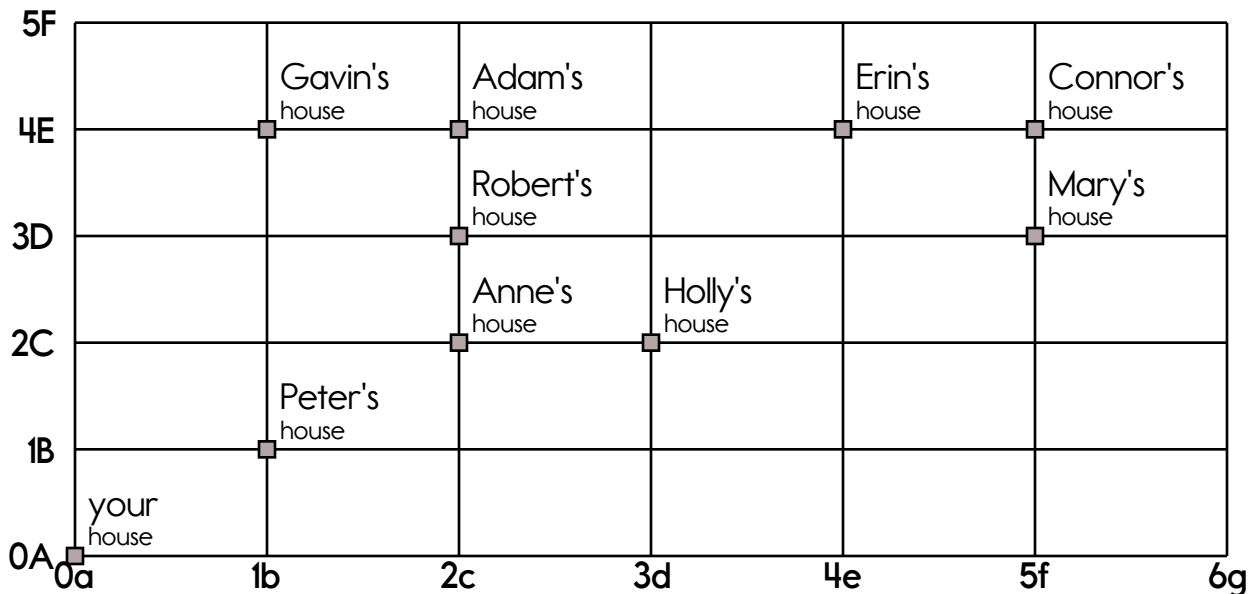 5F
Gavin's
house
Adam's
house
Erin's
house
Connor's
house
4E
Robert's
house
Mary's
house
3D
Anne's
house
Holly's
house
2C
Peter's
house
1B
your
house
0A
0a 1b 2c 3d 4e 5f 6g